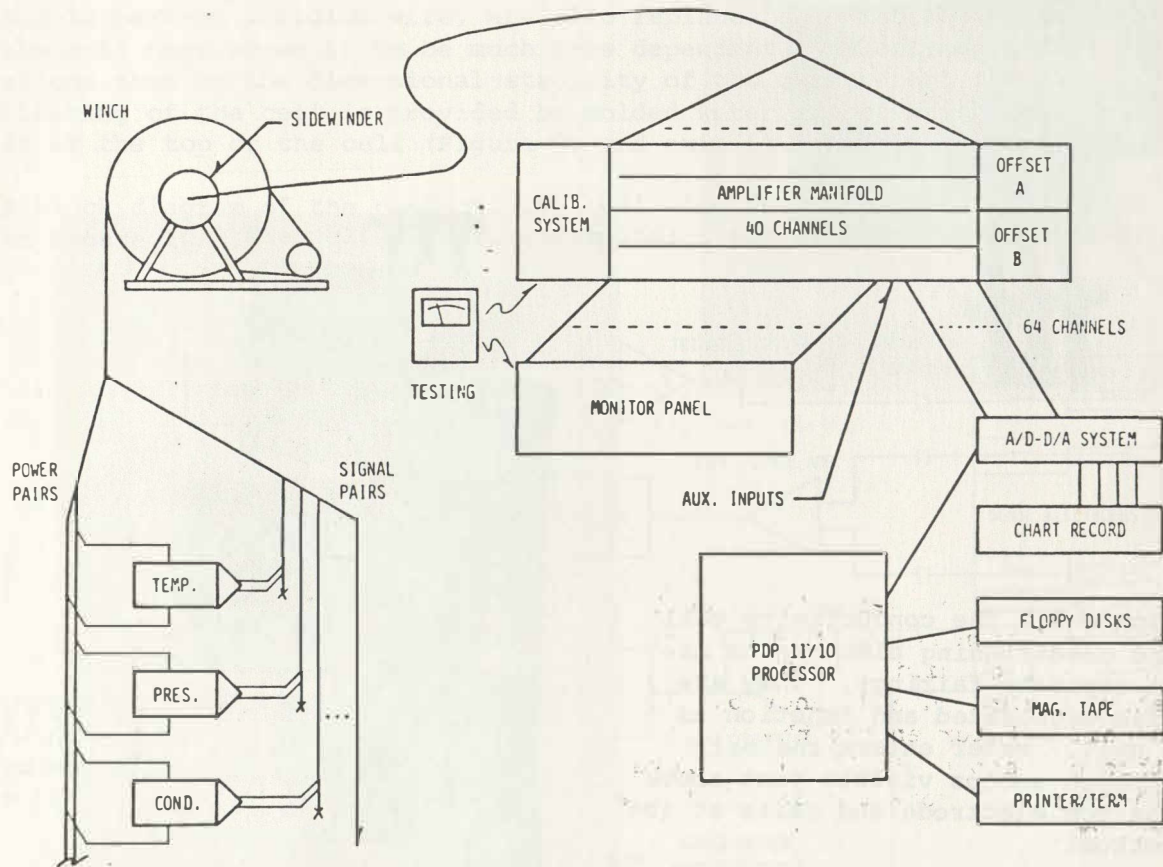 WINCH
SIDEWINDER
CALIB.
SYSTEM
AMPLIFIER MANIFOLD
40 CHANNELS
OFFSET
A
OFFSET
B
TESTING
MONITOR PANEL
64 CHANNELS
AUX. INPUTS
A/D-D/A SYSTEM
CHART RECORD
POWER
PAIRS
SIGNAL
PAIRS
TEMP.
PRES.
...
COND.
PDP 11/10
PROCESSOR
FLOPPY DISKS
MAG. TAPE
PRINTER/TERM